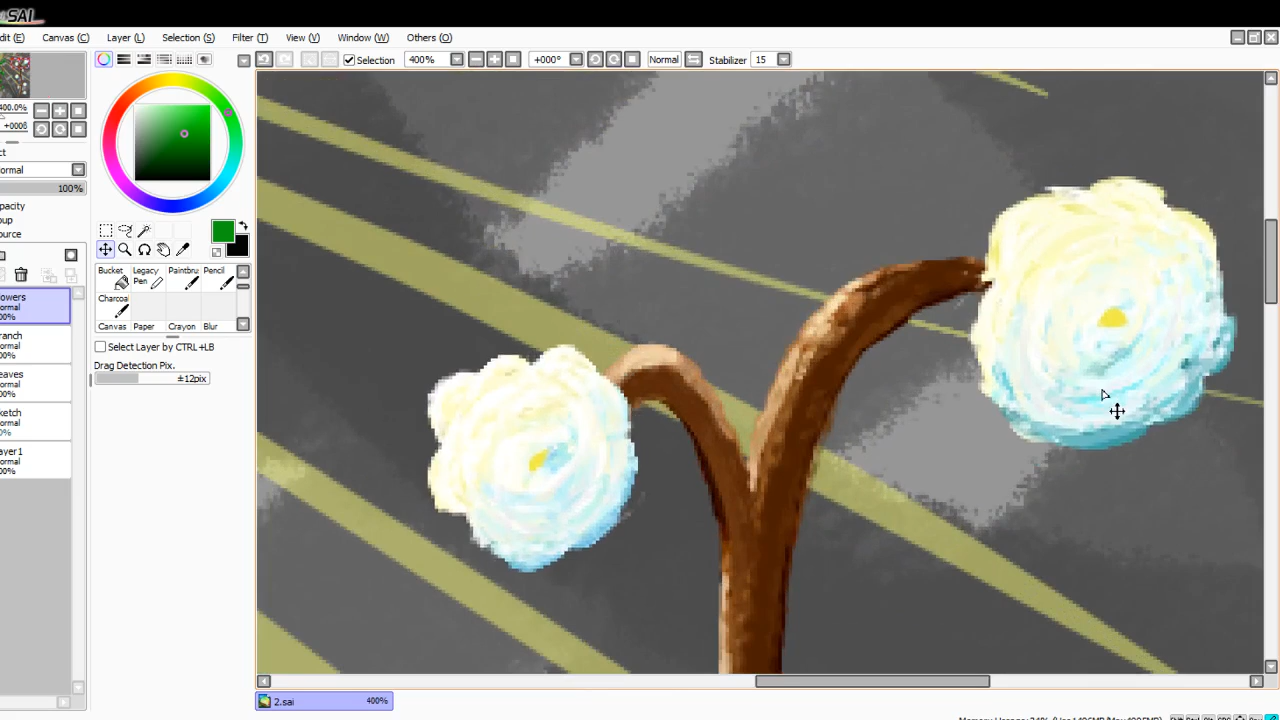 SAI
dit (E) Canvas (C) Layer (L) Selection (S) Filter (T) View (V) Window (W) Others (O)
Selection 400% +000° Normal Stabilizer 15
400.0%
+000°
ct
ormal
100%
pacity
oup
ource
Bucket Legacy Pen Paintbru Pencil
Charcoa
Canvas Paper Crayon Blur
owers
ormal
00%
ranch
ormal
00%
eaves
ormal
00%
ketch
ormal
0%
ayer1
ormal
00%
Select Layer by CTRL +LB
Drag Detection Pix.
±12pix
2.sai 400%